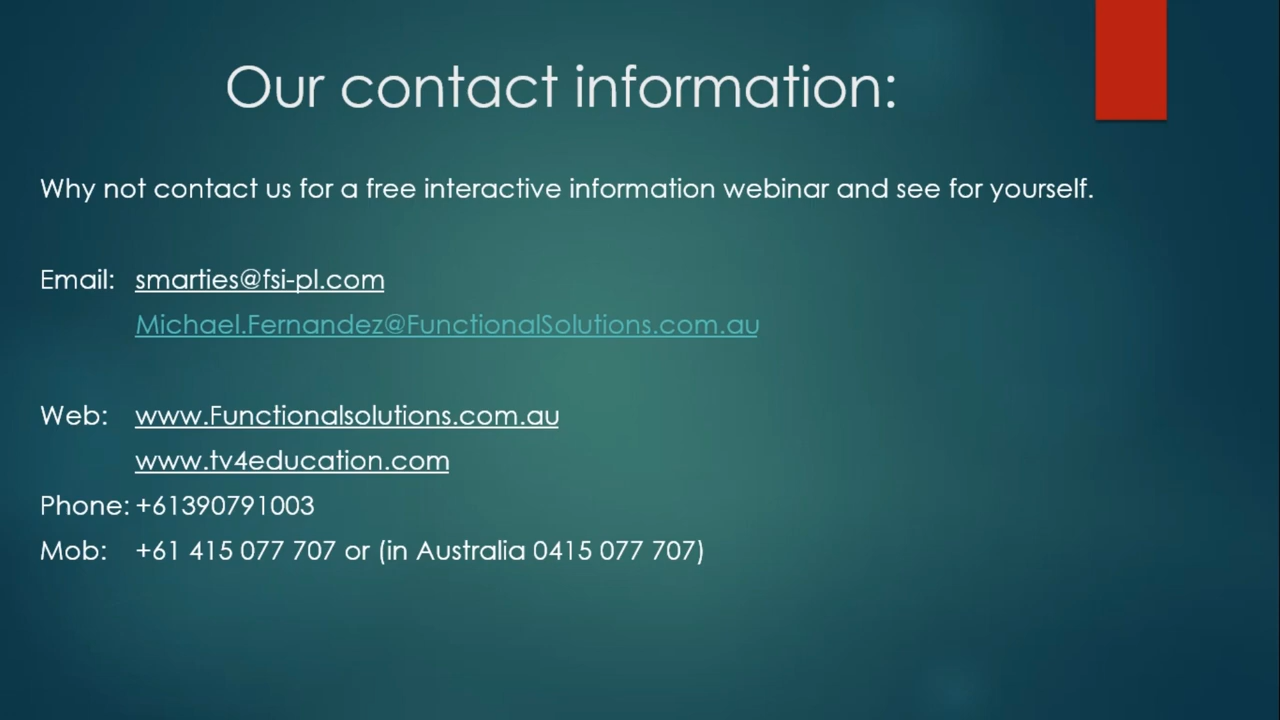 Our contact information:
Why not contact us for a free interactive information webinar and see for yourself.
Email: smarties@fsi-pl.com
Michael.Fernandez@FunctionalSolutions.com.au
Web: www.Functionalsolutions.com.au
www.tv4education.com
Phone: +61390791003
Mob: +61 415 077 707 or (in Australia 0415 077 707)